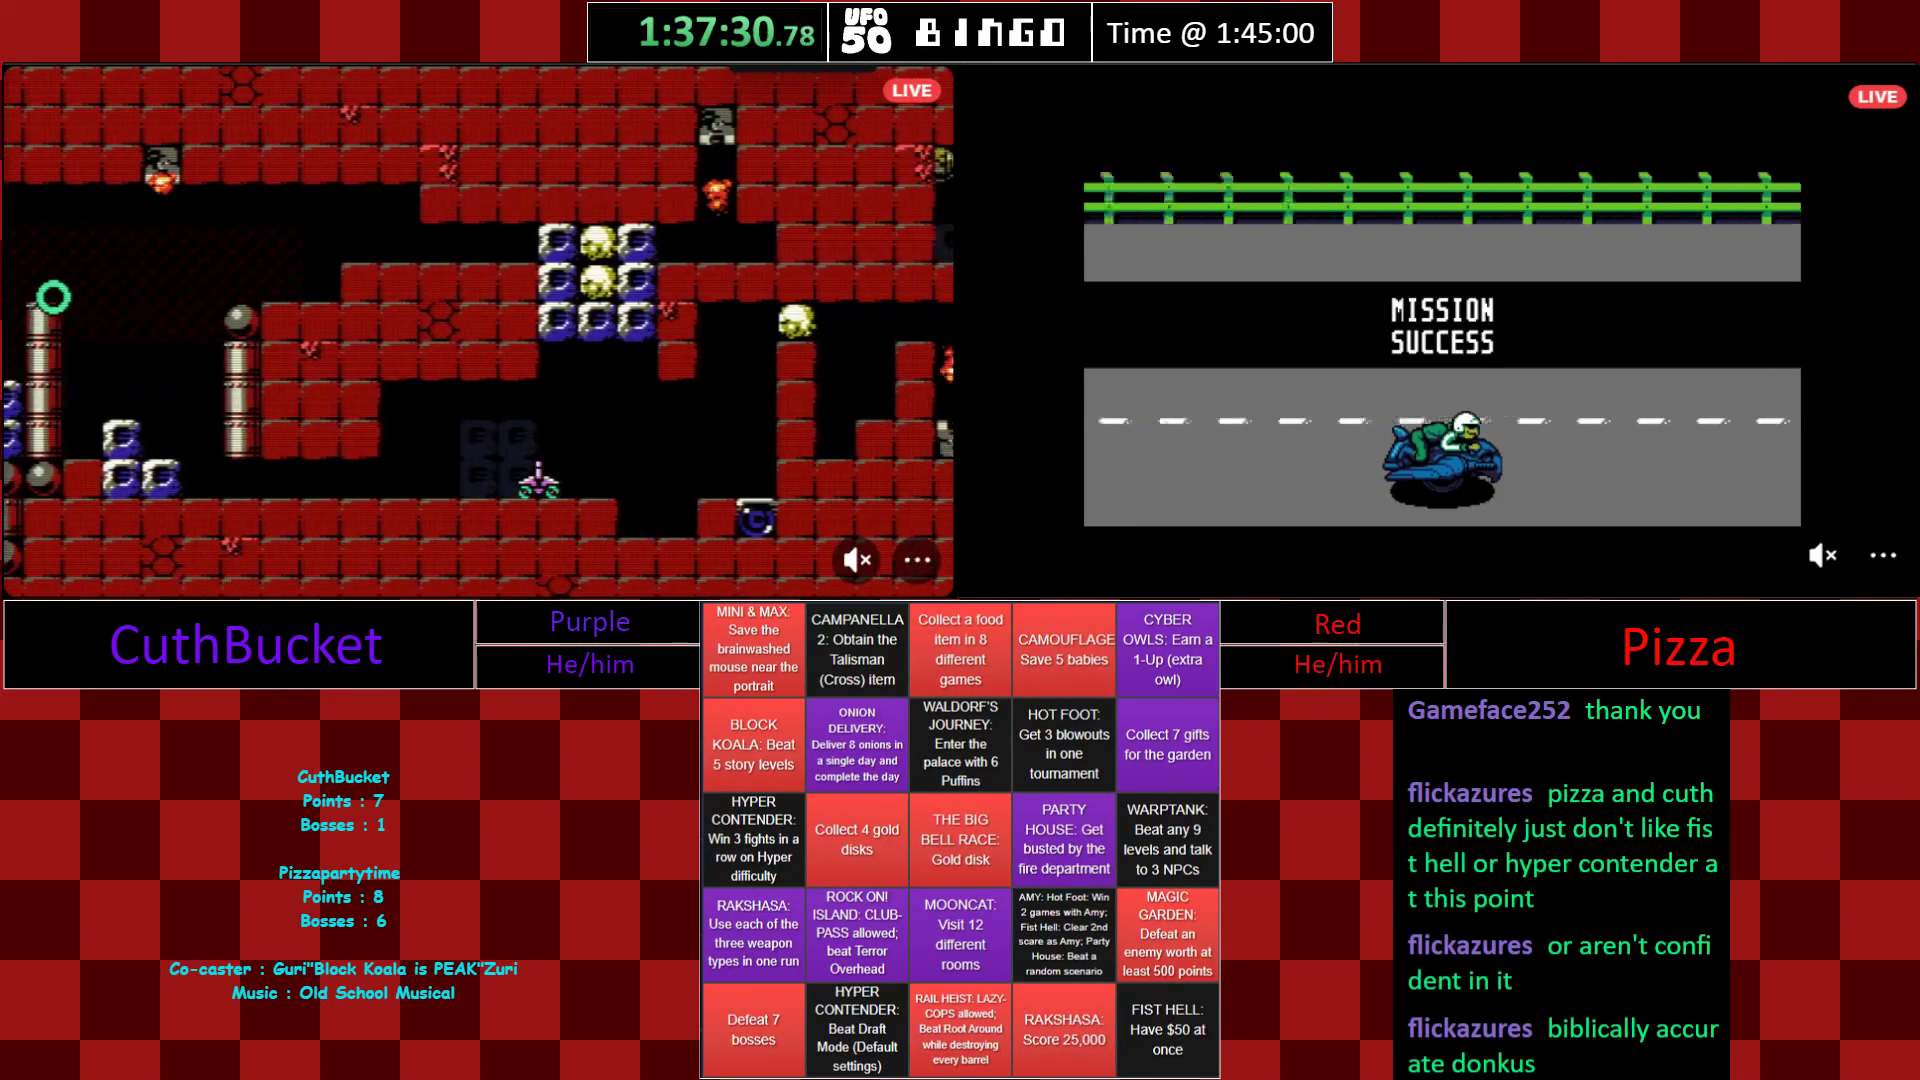 1:37:30.78
UFO 50
BINGO
Time @ 1:45:00
LIVE
LIVE
MISSION
SUCCESS
CuthBucket
Purple
He/him
Red
He/him
Pizza
MINI & MAX:
Save the
brainwashed
mouse near the
portrait
CAMPANELLA
2: Obtain the
Talisman
(Cross) item
Collect a food
item in 8
different
games
CAMOUFLAGE:
Save 5 babies
CYBER
OWLS: Earn a
1-Up (extra
owl)
BLOCK
KOALA: Beat
5 story levels
ONION
DELIVERY:
Deliver 8 onions in
a single day and
complete the day
WALDORF'S
JOURNEY:
Enter the
palace with 6
Puffins
HOT FOOT:
Get 3 blowouts
in one
tournament
Collect 7 gifts
for the garden
HYPER
CONTENDER:
Win 3 fights in a
row on Hyper
difficulty
Collect 4 gold
disks
THE BIG
BELL RACE:
Gold disk
PARTY
HOUSE: Get
busted by the
fire department
WARPTANK:
Beat any 9
levels and talk
to 3 NPCs
RAKSHASA:
Use each of the
three weapon
types in one run
ROCK ON!
ISLAND: CLUB-
PASS allowed;
beat Terror
Overhead
MOONCAT:
Visit 12
different
rooms
AMY: Hot Foot: Win
2 games with Amy;
Fist Hell: Clear 2nd
scare as Amy; Party
House: Beat a
random scenario
MAGIC
GARDEN:
Defeat an
enemy worth at
least 500 points
Defeat 7
bosses
HYPER
CONTENDER:
Beat Draft
Mode (Default
settings)
RAIL HEIST: LAZY-
COPS allowed;
Beat Root Around
while destroying
every barrel
RAKSHASA:
Score 25,000
FIST HELL:
Have $50 at
once
CuthBucket
Points : 7
Bosses : 1
Pizzapartytime
Points : 8
Bosses : 6
Co-caster : Guri"Block Koala is PEAK"Zuri
Music : Old School Musical
Gameface252 thank you
flickazures pizza and cuth
definitely just don't like fis
t hell or hyper contender a
t this point
flickazures or aren't confi
dent in it
flickazures biblically accur
ate donkus